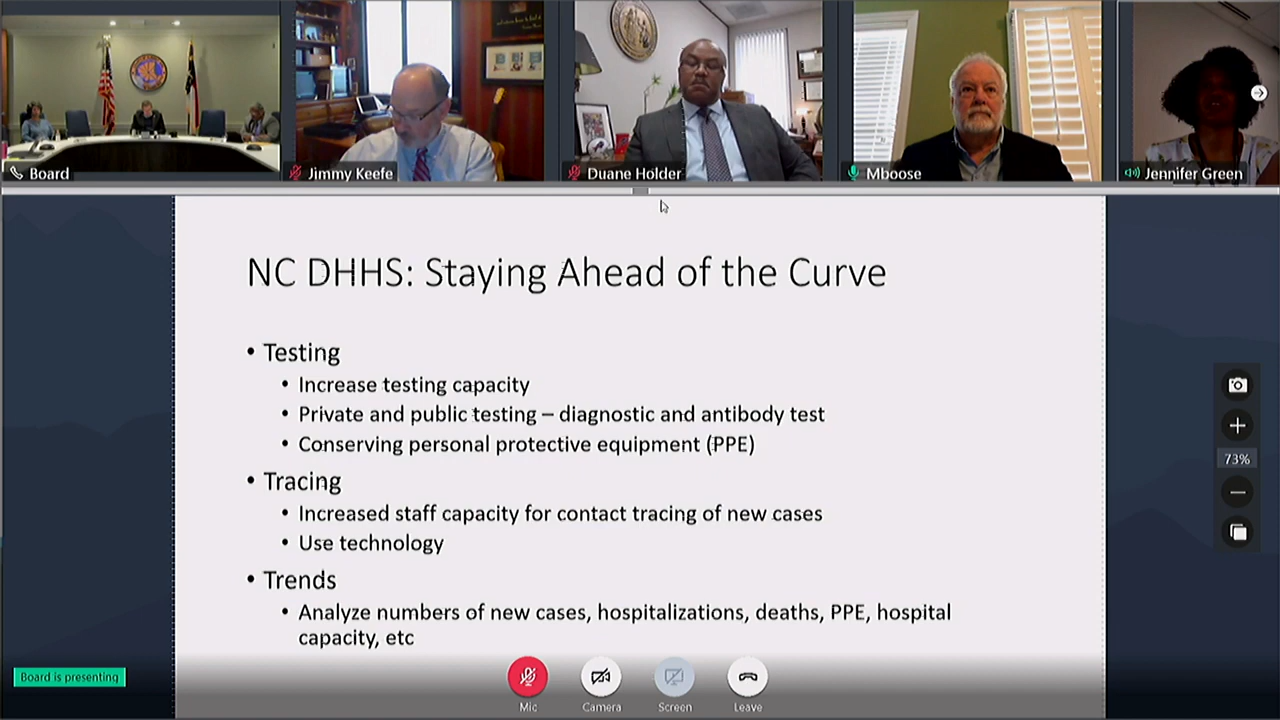 Board
Jimmy Keefe
Duane Holder
Mboose
Jennifer Green
NC DHHS: Staying Ahead of the Curve
• Testing
• Increase testing capacity
• Private and public testing – diagnostic and antibody test
• Conserving personal protective equipment (PPE)
• Tracing
• Increased staff capacity for contact tracing of new cases
• Use technology
• Trends
• Analyze numbers of new cases, hospitalizations, deaths, PPE, hospital
capacity, etc
73%
Board is presenting
Mic
Camera
Screen
Leave